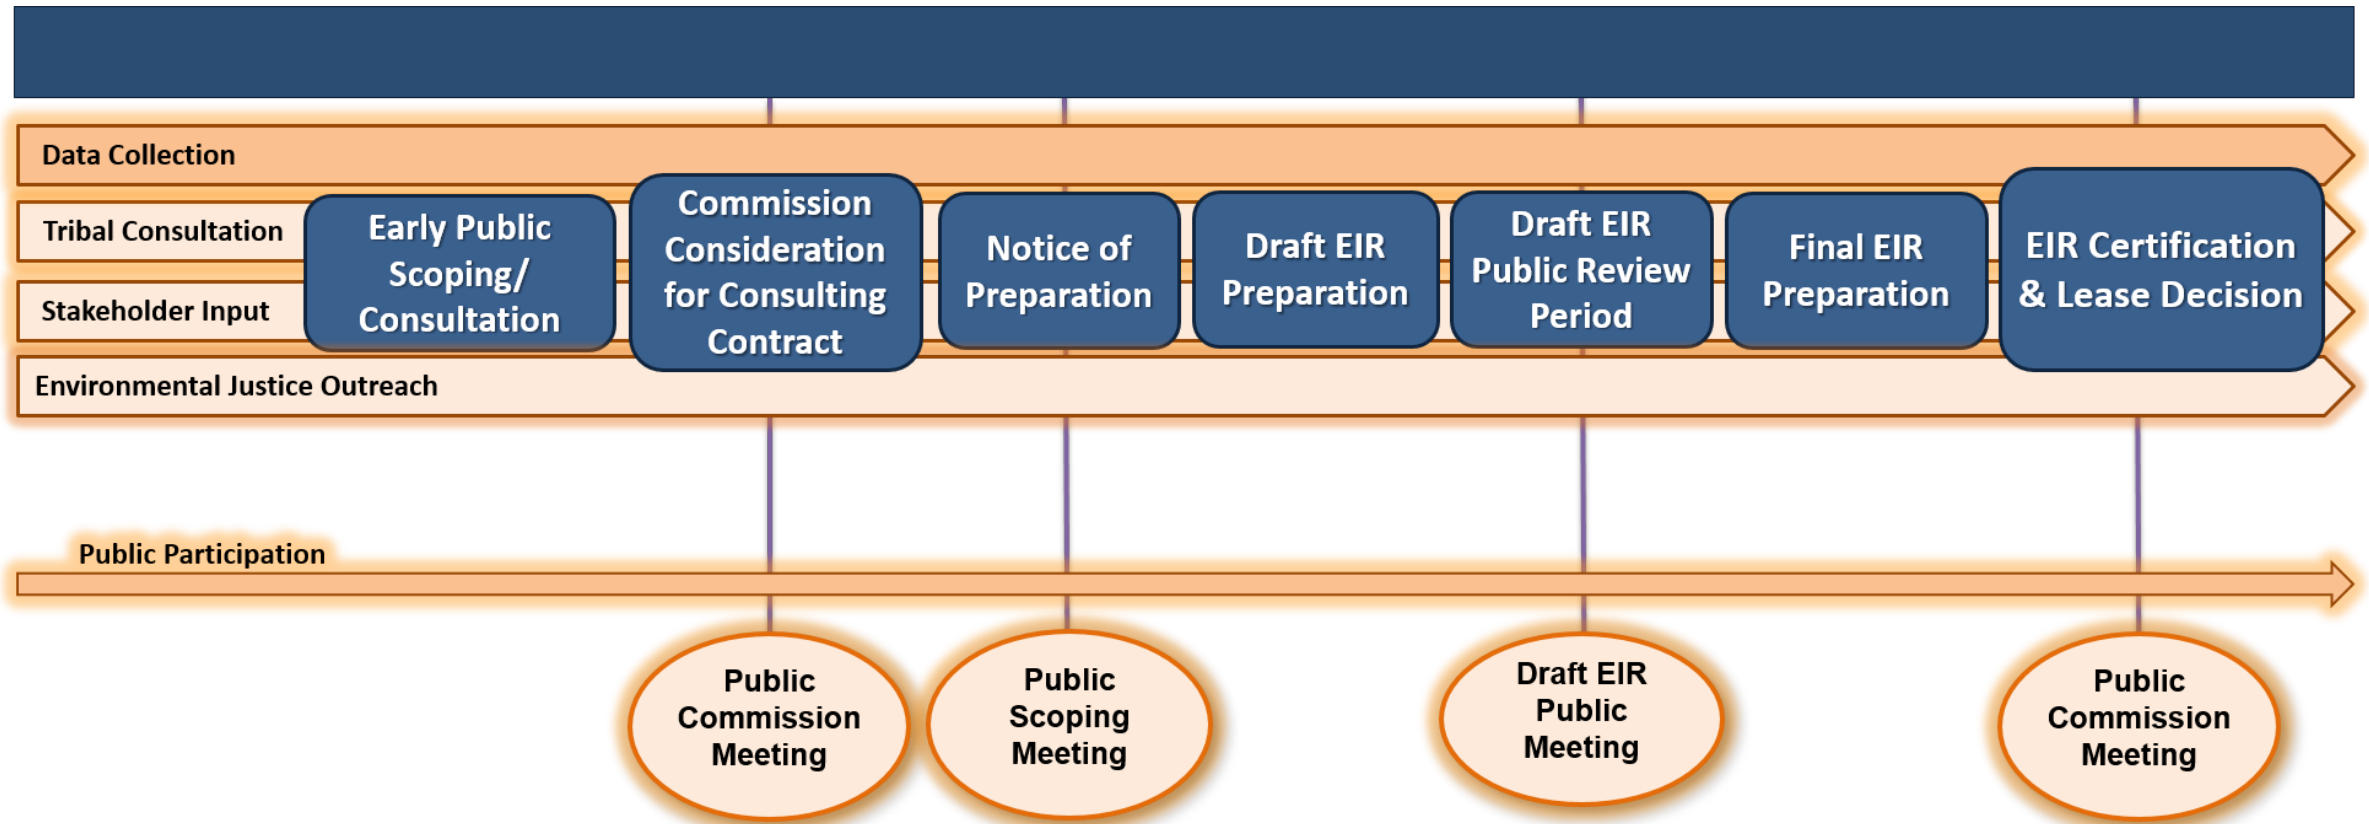 Data Collection
Tribal Consultation
Stakeholder Input
Environmental Justice Outreach
Early Public
Scoping/
Consultation
Commission
Consideration
for Consulting
Contract
Notice of
Preparation
Draft EIR
Preparation
Draft EIR
Public Review
Period
Final EIR
Preparation
EIR Certification
& Lease Decision
Public Participation
Public
Commission
Meeting
Public
Scoping
Meeting
Draft EIR
Public
Meeting
Public
Commission
Meeting